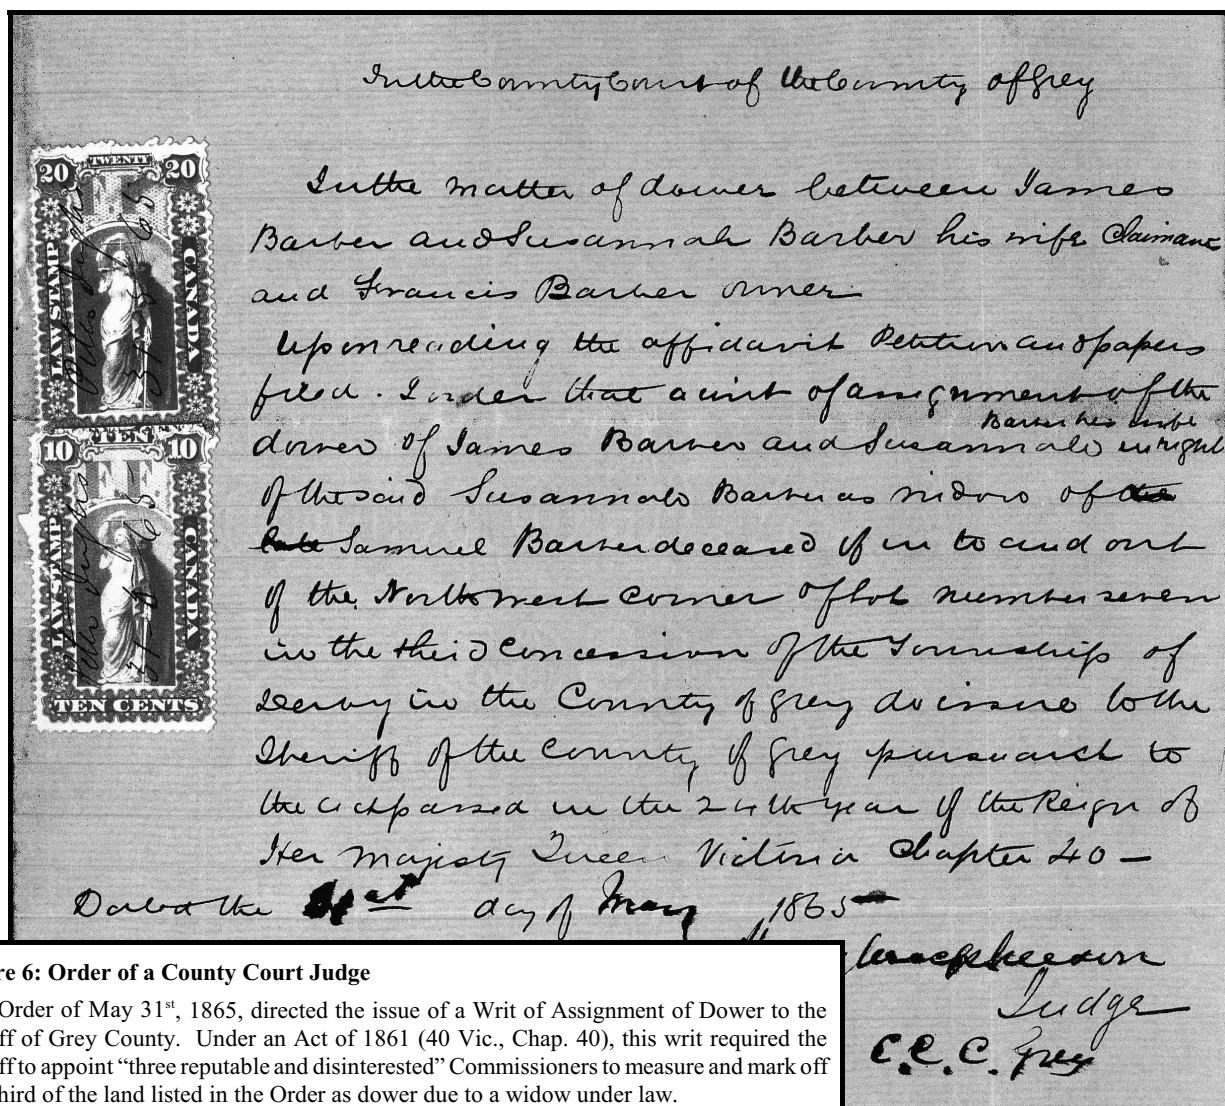 In the County Court of the County of Grey
In the matter of dower between James
Barber and Susannah Barber his wife Claimant
and Francis Barber owner
Upon reading the affidavit Petition and papers
filed. I order that a writ of assignment of the
Barber his wife
dower of James Barber and Susannah in right
of the said Susannah Barber as widow of the
late Samuel Barber deceased of in to and out
of the North west corner of lot number seven
in the third Concession of the Township of
Derby in the County of Grey do issue to the
Sheriff of the County of Grey pursuant to
the act passed in the 24th year of the Reign of
Her Majesty Queen Victoria Chapter 40 –
Dated the 31st day of May 1865
Macpherson
Judge
C.C.C. Grey
20 TWENTY 20
LAW STAMP
CANADA
10 TEN 10
F.F.
LAW STAMP
CANADA
TEN CENTS
re 6: Order of a County Court Judge
Order of May 31st, 1865, directed the issue of a Writ of Assignment of Dower to the
ff of Grey County. Under an Act of 1861 (40 Vic., Chap. 40), this writ required the
ff to appoint “three reputable and disinterested” Commissioners to measure and mark off
hird of the land listed in the Order as dower due to a widow under law.